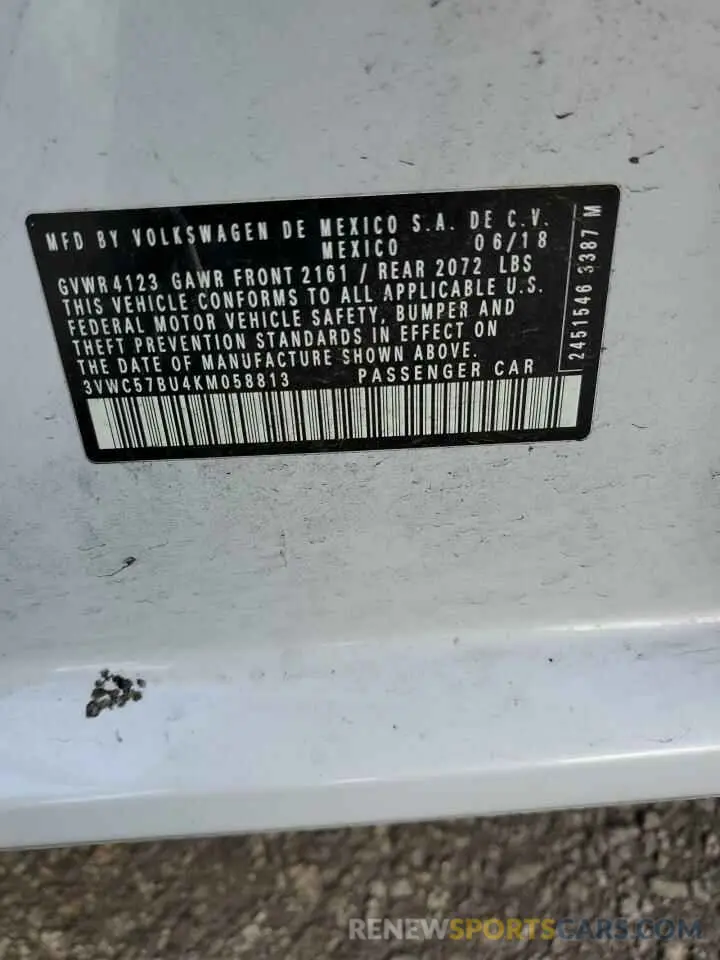 MFD BY VOLKSWAGEN DE MEXICO S.A. DE C.V.
MEXICO 06/18
GVWR 4123 GAWR FRONT 2161 / REAR 2072 LBS
THIS VEHICLE CONFORMS TO ALL APPLICABLE U.S.
FEDERAL MOTOR VEHICLE SAFETY, BUMPER AND
THEFT PREVENTION STANDARDS IN EFFECT ON
THE DATE OF MANUFACTURE SHOWN ABOVE.
3VWC57BU4KM058813 PASSENGER CAR
2451546 3387 M
RENEWSPORTSCARS.COM